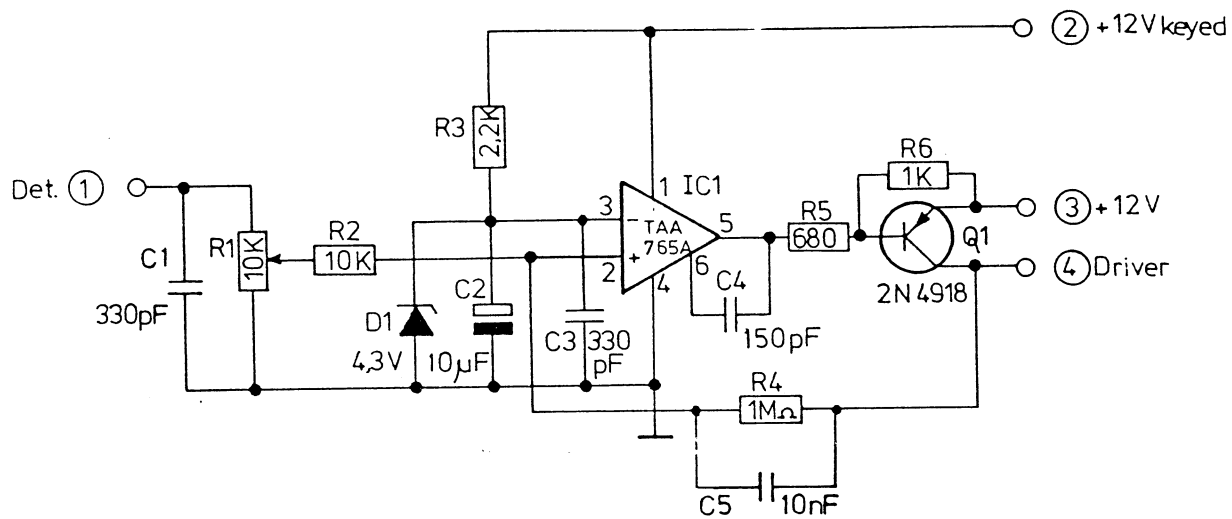 ② +12V keyed
R3
2,2K
R6
1K
Det. ①
1
IC1
3
-
TAA
765A
5
R5
680
③ +12V
R1
10K
R2
10K
+
2
6
4
Q1
④ Driver
C1
330pF
C2
C4
2N4918
D1
4,3V
10µF
C3
330
pF
150pF
R4
1MΩ
C5
10nF